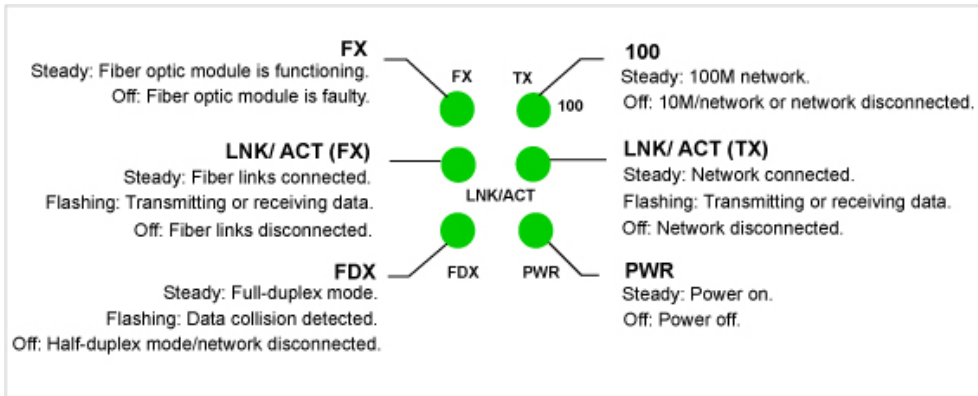 FX
Steady: Fiber optic module is functioning.
Off: Fiber optic module is faulty.
LNK/ ACT (FX)
Steady: Fiber links connected.
Flashing: Transmitting or receiving data.
Off: Fiber links disconnected.
FDX
Steady: Full-duplex mode.
Flashing: Data collision detected.
Off: Half-duplex mode/network disconnected.
FX TX
100
LNK/ACT
FDX PWR
100
Steady: 100M network.
Off: 10M/network or network disconnected.
LNK/ ACT (TX)
Steady: Network connected.
Flashing: Transmitting or receiving data.
Off: Network disconnected.
PWR
Steady: Power on.
Off: Power off.